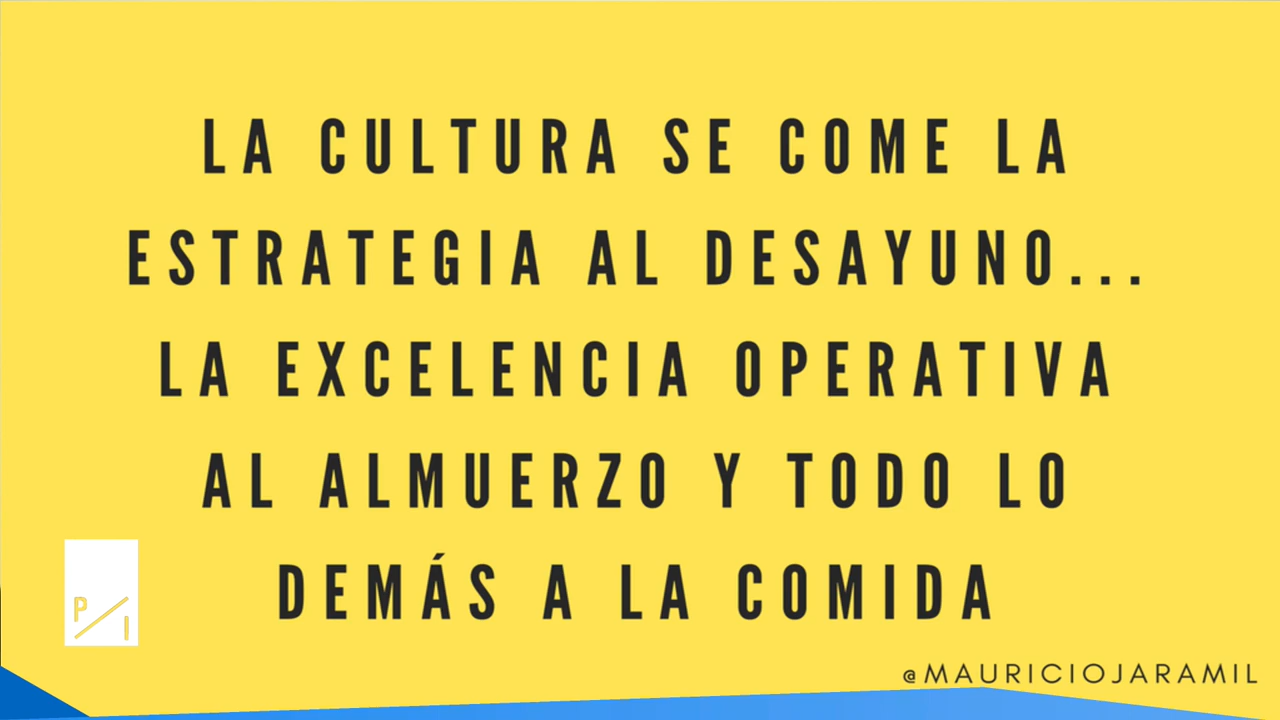 LA CULTURA SE COME LA
ESTRATEGIA AL DESAYUNO...
LA EXCELENCIA OPERATIVA
AL ALMUERZO Y TODO LO
DEMÁS A LA COMIDA
P/I
@MAURICIOJARAMIL